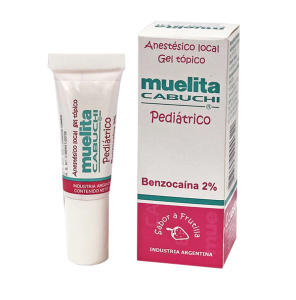 Anestésico local
Gel tópico
muelita
CABUCHI
Pediátrico
Benzocaína 2%
Sabor a Frutilla
INDUSTRIA ARGENTINA
Anestésico local Gel tópico
muelita
CABUCHI
Pediátrico
INDUSTRIA ARGENTINA